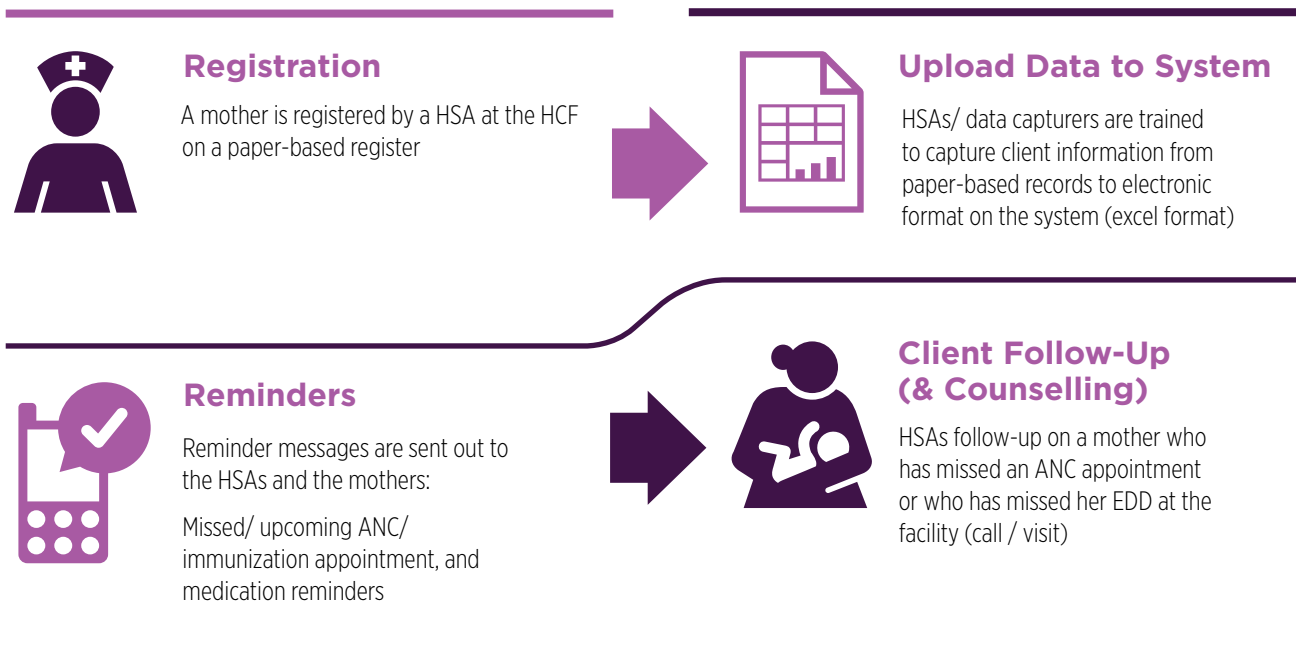 Registration
A mother is registered by a HSA at the HCF
on a paper-based register
Upload Data to System
HSAs/ data capturers are trained
to capture client information from
paper-based records to electronic
format on the system (excel format)
Reminders
Reminder messages are sent out to
the HSAs and the mothers:
Missed/ upcoming ANC/
immunization appointment, and
medication reminders
Client Follow-Up
(& Counselling)
HSAs follow-up on a mother who
has missed an ANC appointment
or who has missed her EDD at the
facility (call / visit)